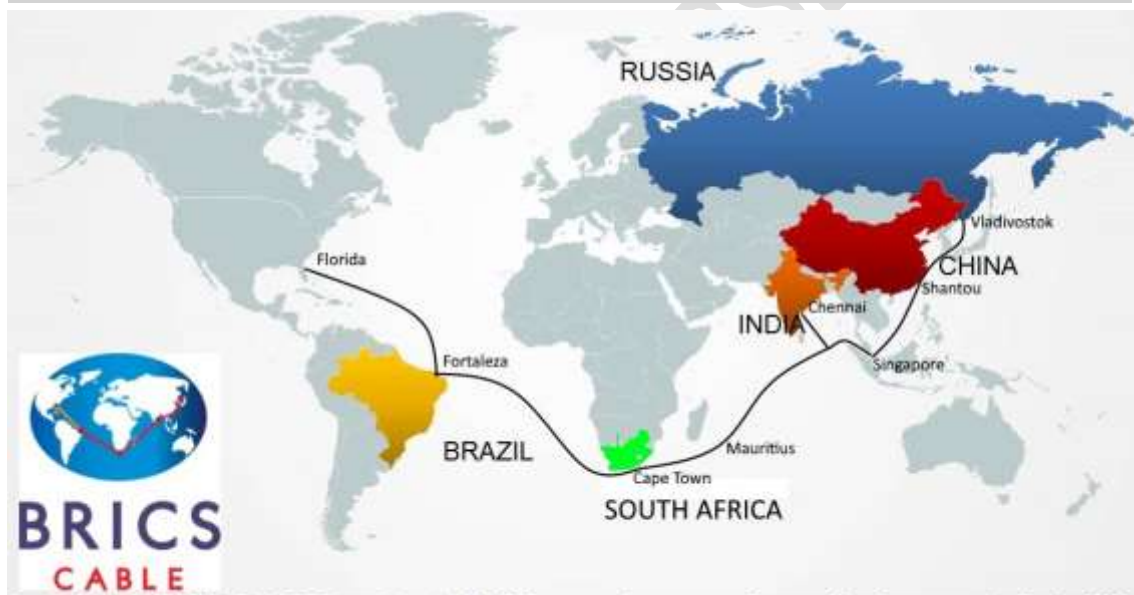 RUSSIA
Vladivostok
Florida
CHINA
Shantou
Chennai
INDIA
Fortaleza
Singapore
BRAZIL
Mauritius
Cape Town
SOUTH AFRICA
BRICS
CABLE